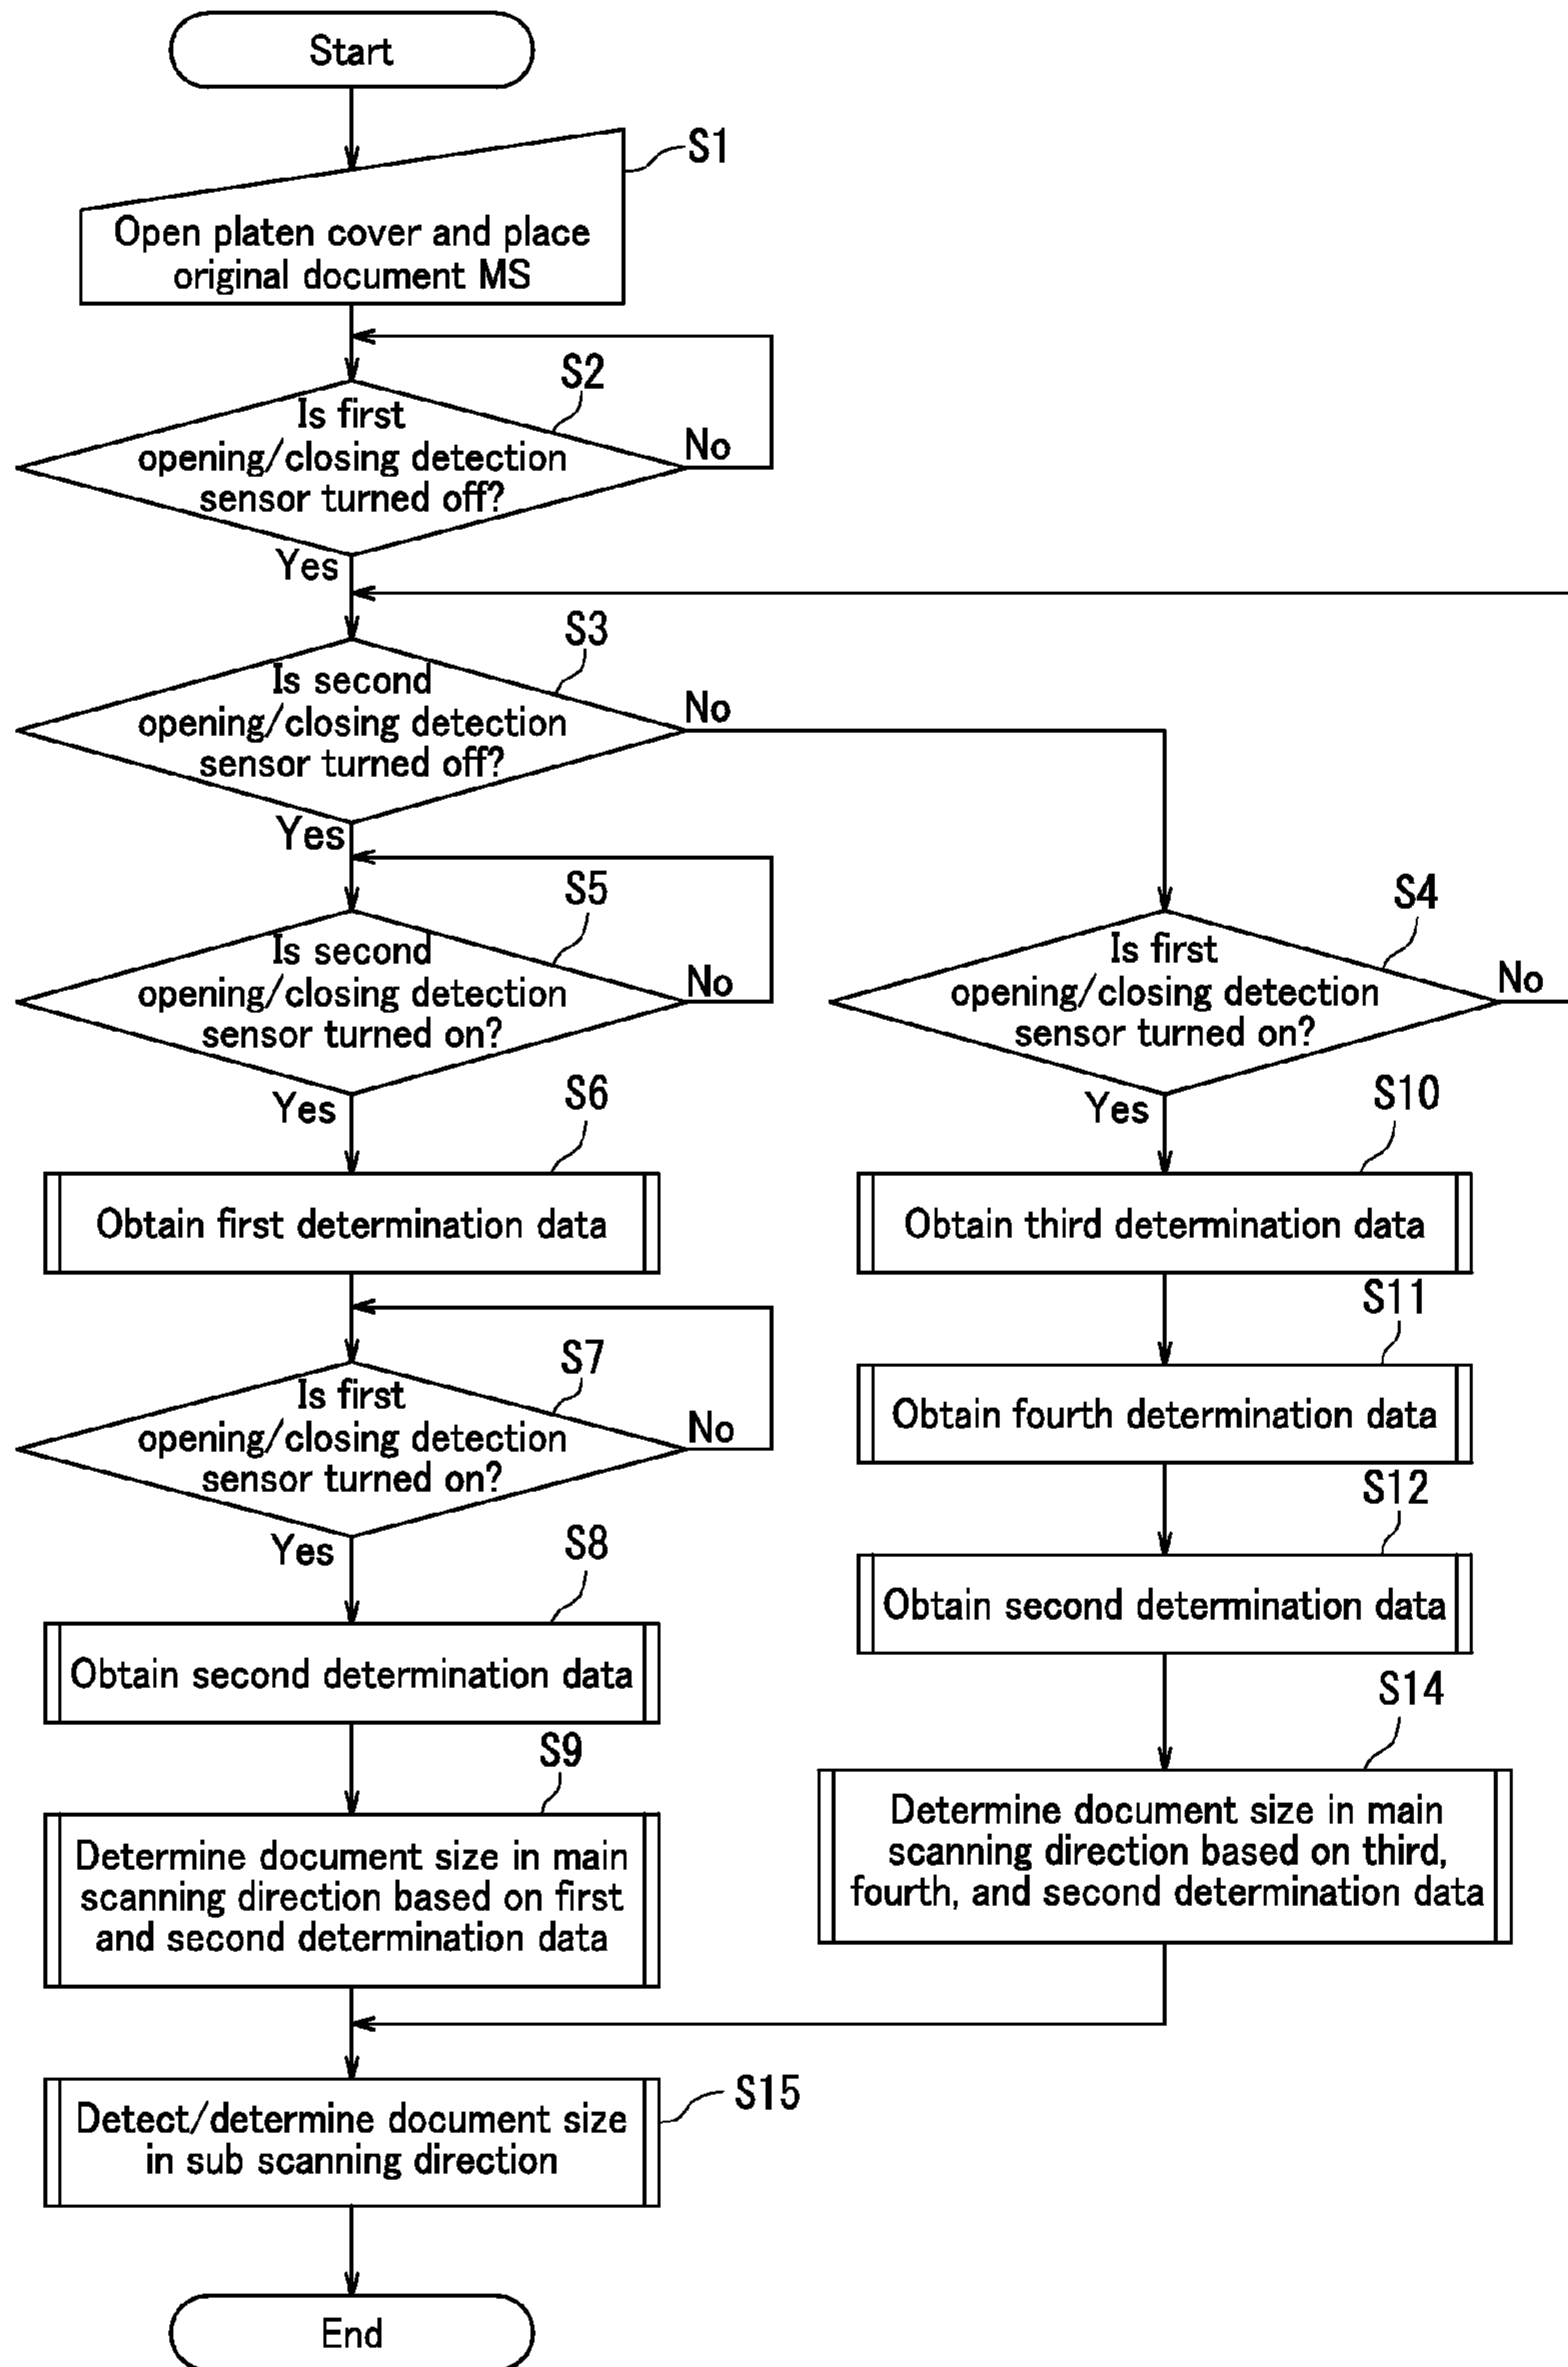 Start
S1
Open platen cover and place
original document MS
S2
Is first
opening/closing detection
sensor turned off?
No
Yes
S3
Is second
opening/closing detection
sensor turned off?
No
Yes
S5
Is second
opening/closing detection
sensor turned on?
No
Yes
S4
Is first
opening/closing detection
sensor turned on?
No
Yes
S6
Obtain first determination data
S7
Is first
opening/closing detection
sensor turned on?
No
Yes
S8
Obtain second determination data
S9
Determine document size in main
scanning direction based on first
and second determination data
S10
Obtain third determination data
S11
Obtain fourth determination data
S12
Obtain second determination data
S14
Determine document size in main
scanning direction based on third,
fourth, and second determination data
S15
Detect/determine document size
in sub scanning direction
End